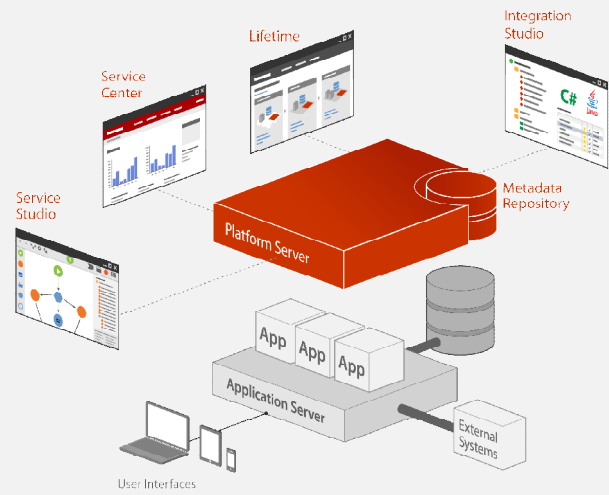 Integration
Studio
Lifetime
Service
Center
C#
Java
Metadata
Repository
Service
Studio
Platform Server
App
App
App
Application Server
External
Systems
User Interfaces